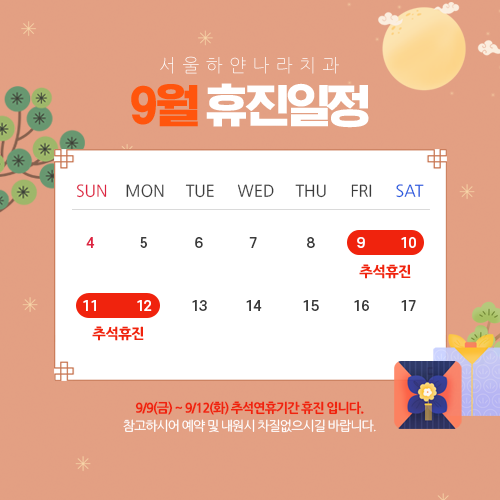 서울하얀나라치과
9월 휴진일정
SUN MON TUE WED THU FRI SAT
4 5 6 7 8 9 10
추석휴진
11 12 13 14 15 16 17
추석휴진
9/9(금) ~ 9/12(화) 추석연휴기간 휴진 입니다.
참고하시어 예약 및 내원시 차질없으시길 바랍니다.